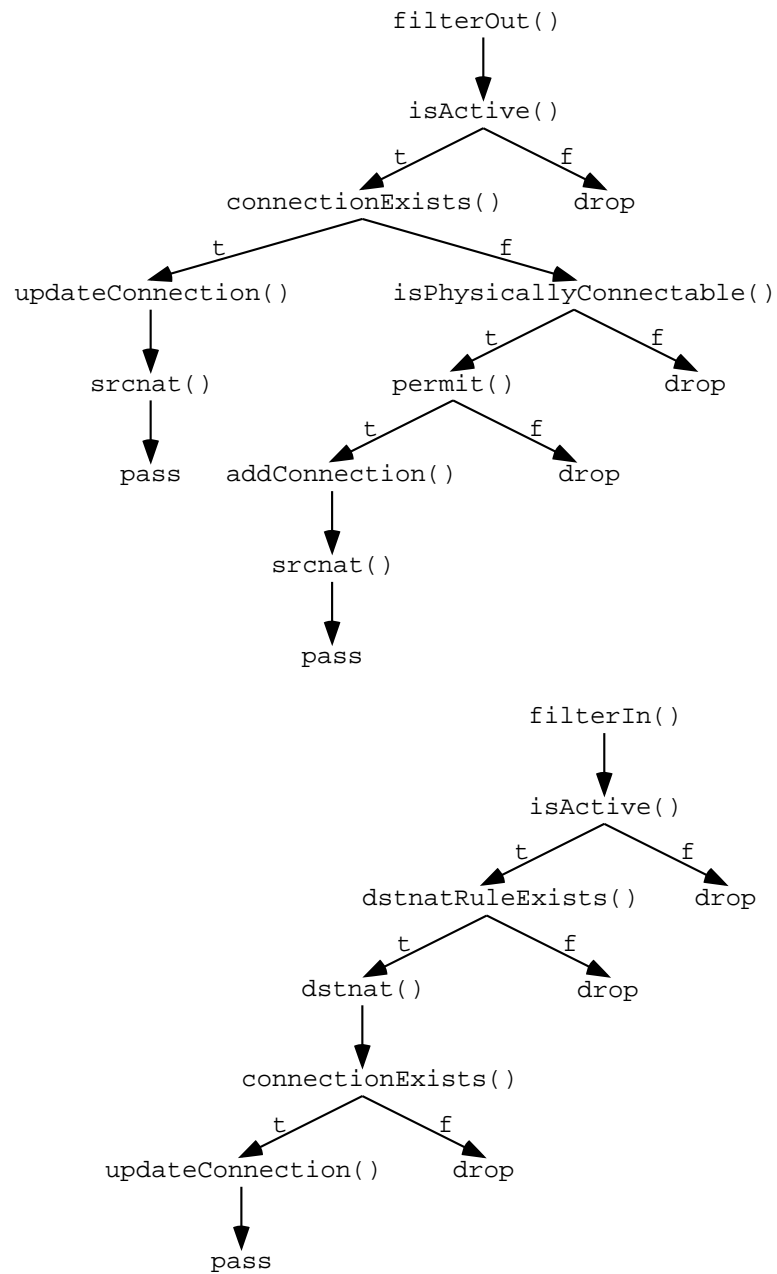 filterOut()
isActive()
t f
connectionExists() drop
t f
updateConnection() isPhysicallyConnectable()
t f
srcnat() permit() drop
t f
pass addConnection() drop
srcnat()
pass
filterIn()
isActive()
t f
dstnatRuleExists() drop
t f
dstnat() drop
connectionExists()
t f
updateConnection() drop
pass